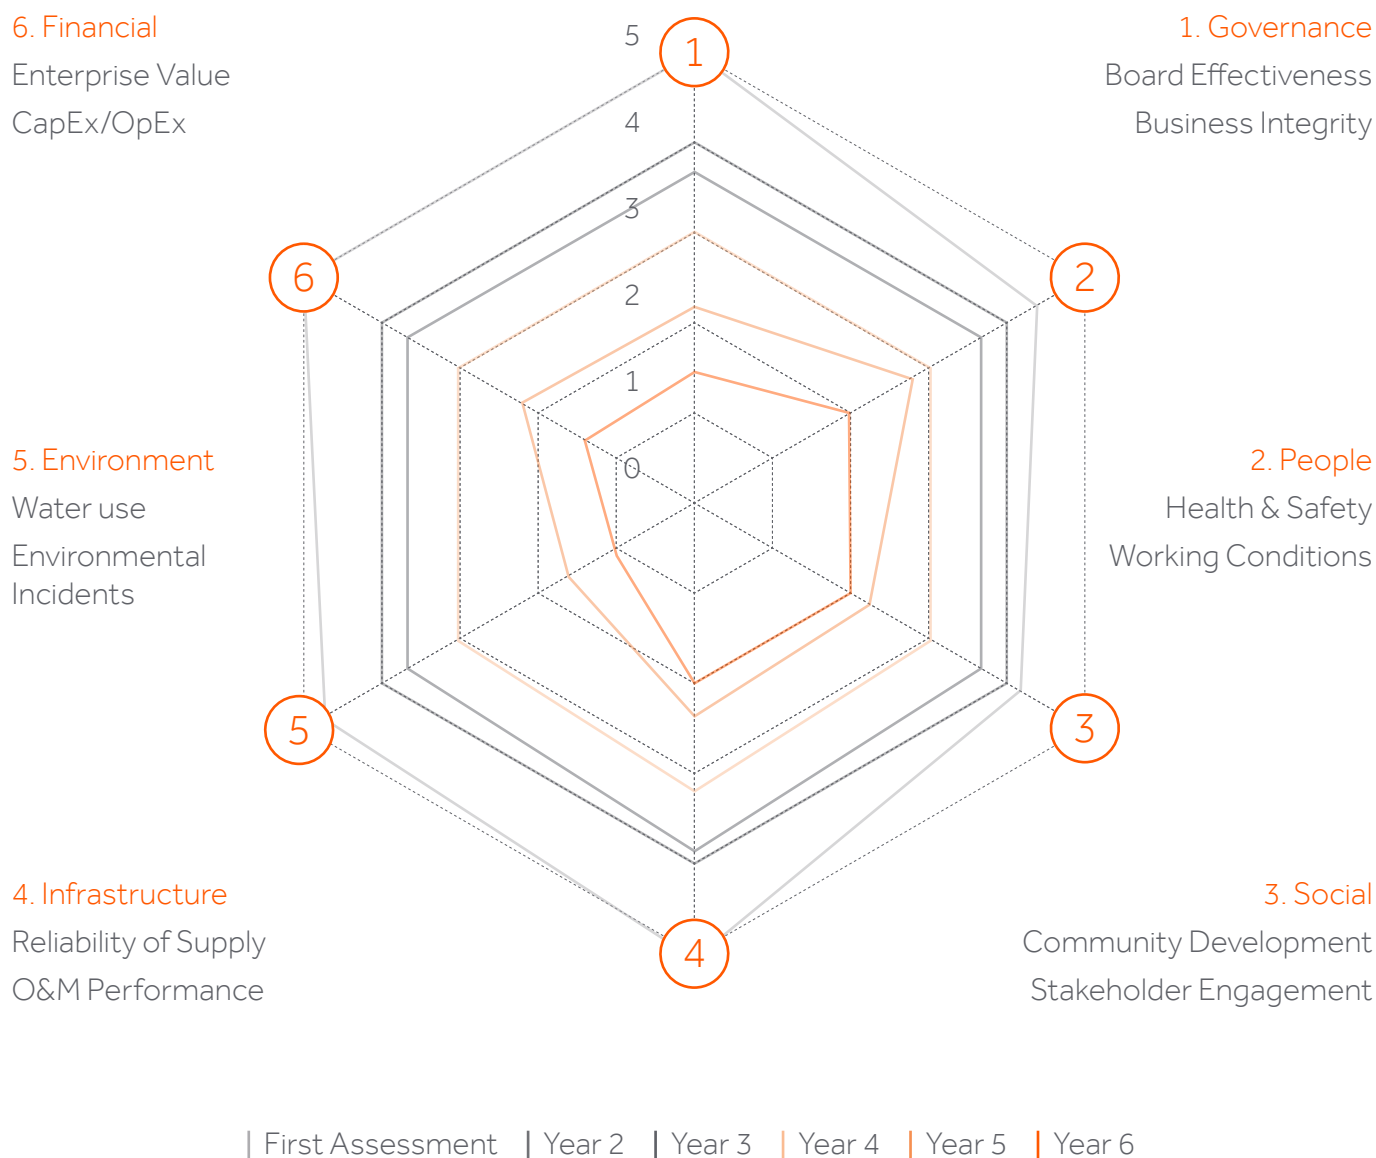 6. Financial
Enterprise Value
CapEx/OpEx
1. Governance
Board Effectiveness
Business Integrity
5
4
3
2
1
0
1
2
3
4
5
6
5. Environment
Water use
Environmental
Incidents
2. People
Health & Safety
Working Conditions
4. Infrastructure
Reliability of Supply
O&M Performance
3. Social
Community Development
Stakeholder Engagement
First Assessment Year 2 Year 3 Year 4 Year 5 Year 6